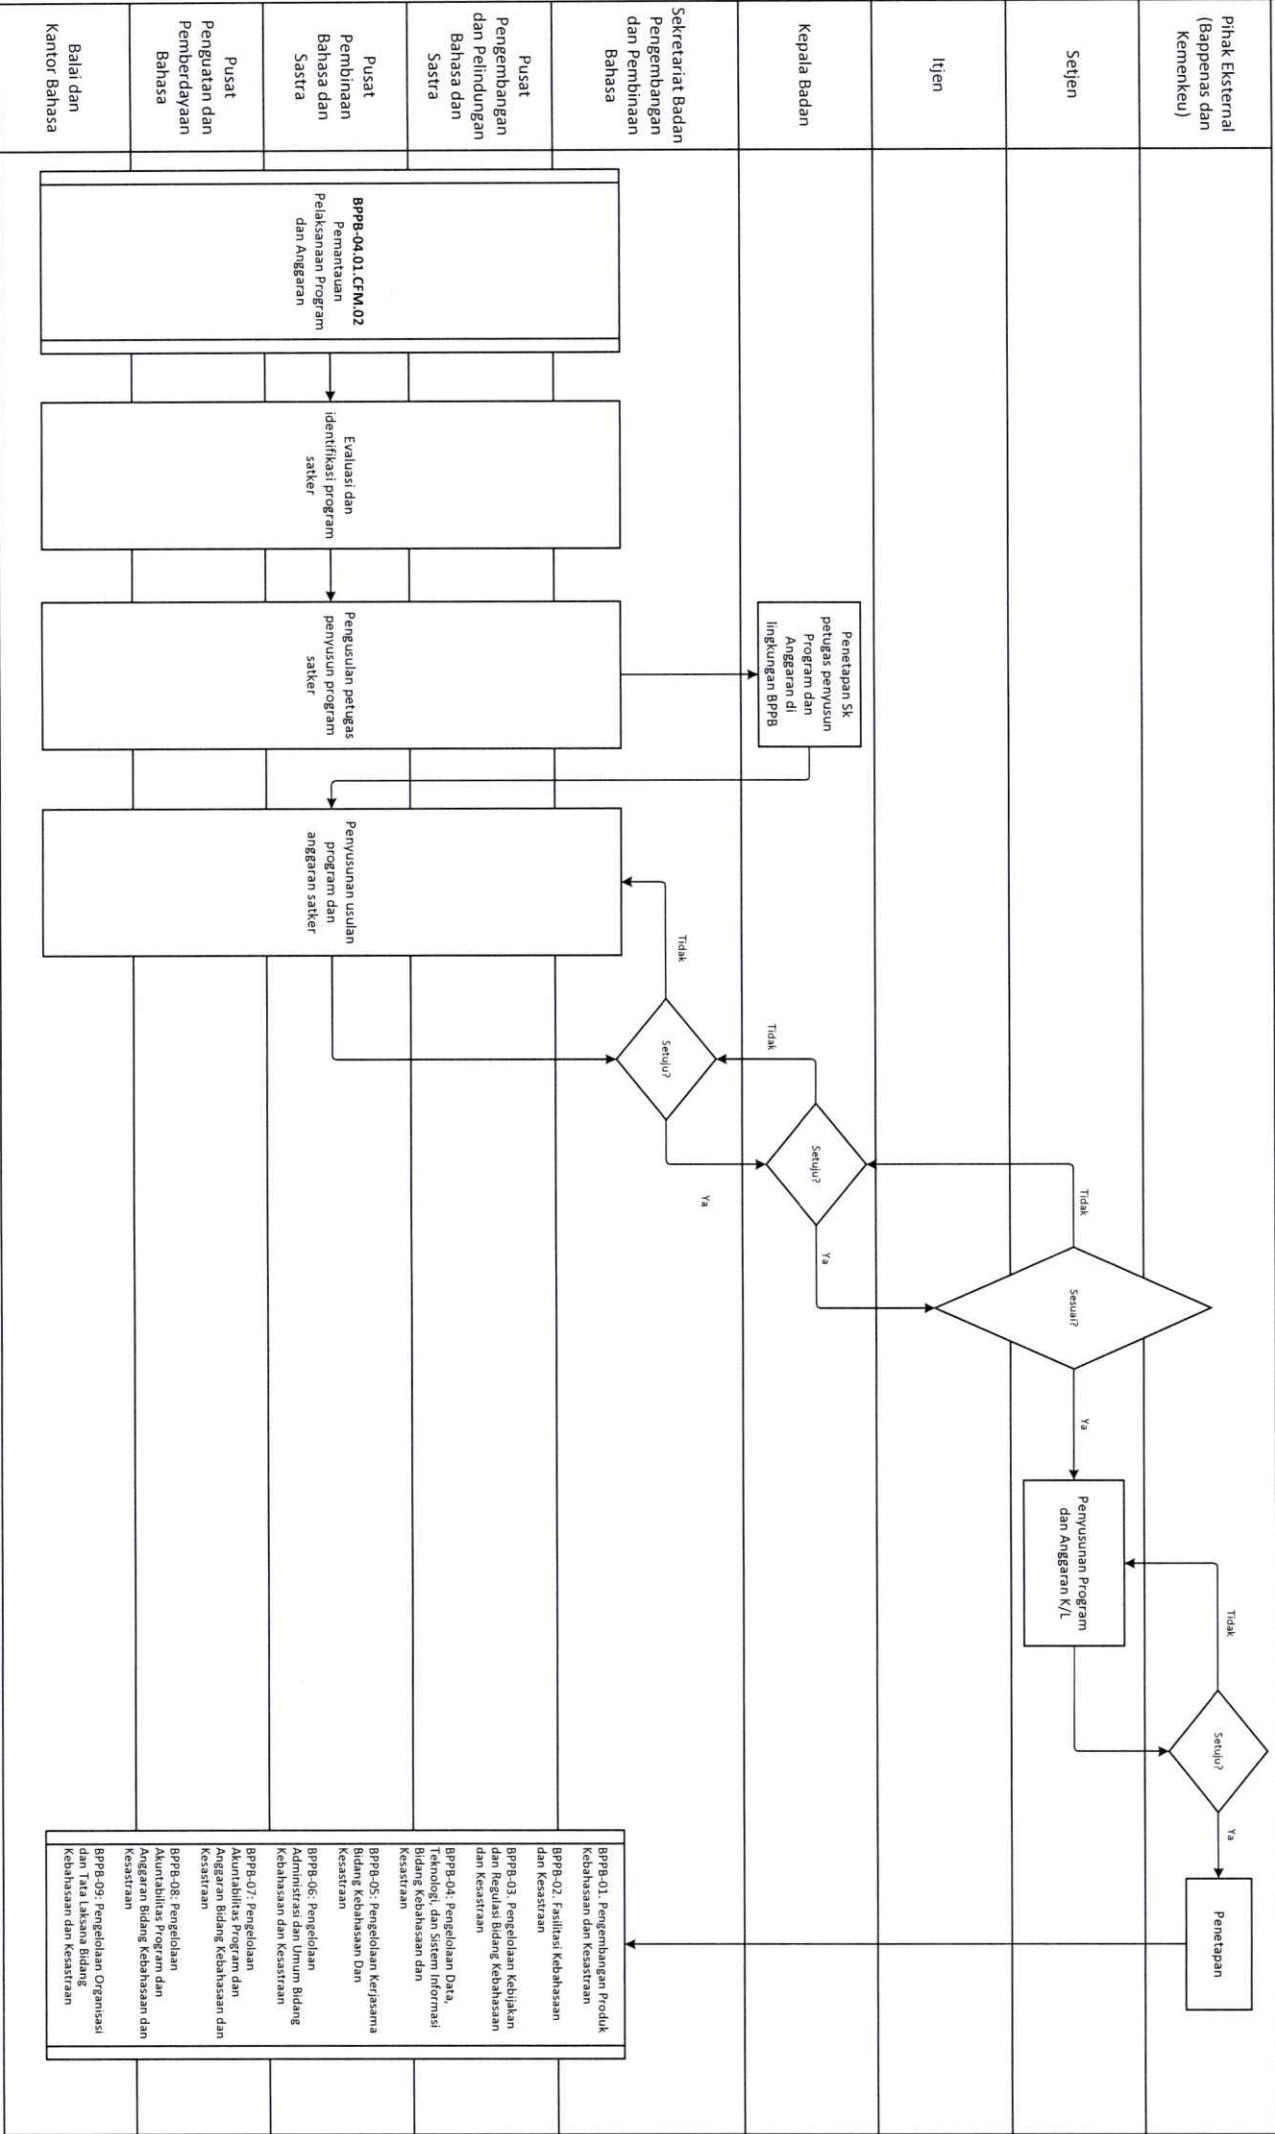 Pihak Eksternal
(Bappenas dan
Kemenkeu)
Setjen
Itjen
Kepala Badan
Sekretariat Badan
Pengembangan
dan Pembinaan
Bahasa
Pusat
Pengembangan
dan Pelindungan
Bahasa dan
Sastra
Pusat
Pembinaan
Bahasa dan
Sastra
Pusat
Penguatan dan
Pemberdayaan
Bahasa
Balai dan
Kantor Bahasa
BPPB-04.01.CFM.02
Pemantauan
Pelaksanaan Program
dan Anggaran
Evaluasi dan
identifikasi program
satker
Pengusulan petugas
penyusun program
satker
Penetapan Sk
petugas penyusun
Program dan
Anggaran di
lingkungan BPPB
Penyusunan usulan
program dan
anggaran satker
Tidak
Setuju?
Ya
Tidak
Setuju?
Ya
Tidak
Sesuai?
Ya
Penyusunan Program
dan Anggaran K/L
Tidak
Setuju?
Ya
Penetapan
BPPB-01. Pengembangan Produk
Kebahasaan dan Kesastraan
BPPB-02. Fasilitasi Kebahasaan
dan Kesastraan
BPPB-03. Pengelolaan Kebijakan
dan Regulasi Bidang Kebahasaan
dan Kesastraan
BPPB-04: Pengelolaan Data,
Teknologi, dan Sistem Informasi
Bidang Kebahasaan dan
Kesastraan
BPPB-05: Pengelolaan Kerjasama
Bidang Kebahasaan Dan
Kesastraan
BPPB-06: Pengelolaan
Administrasi dan Umum Bidang
Kebahasaan dan Kesastraan
BPPB-07: Pengelolaan
Akuntabilitas Program dan
Anggaran Bidang Kebahasaan dan
Kesastraan
BPPB-08: Pengelolaan
Akuntabilitas Program dan
Anggaran Bidang Kebahasaan dan
Kesastraan
BPPB-09: Pengelolaan Organisasi
dan Tata Laksana Bidang
Kebahasaan dan Kesastraan